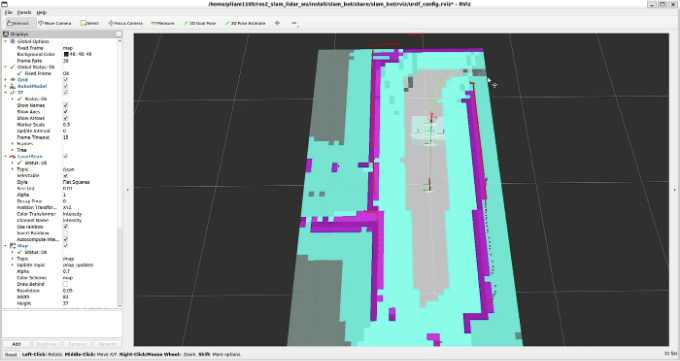 /home/pliam1105/ros2_slam_lidar_ws/install/slam_bot/share/slam_bot/rviz/urdf_config.rviz* - RViz
File Panels Help
Interact Move Camera Select Focus Camera Measure 2D Goal Pose 2D Pose Estimate
Displays
Global Options
Fixed Frame map
Background Color 48; 48; 48
Frame Rate 30
Global Status: Ok
Fixed Frame OK
Grid
RobotModel
TF
Status: Ok
Show Names
Show Axes
Show Arrows
Marker Scale 0.3
Update Interval 0
Frame Timeout 15
Frames
Tree
LaserScan
Status: Ok
Topic /scan
Selectable
Style Flat Squares
Size (m) 0.01
Alpha 1
Decay Time 0
Position Transfor... XYZ
Color Transformer Intensity
Channel Name intensity
Use rainbow
Invert Rainbow
Autocompute Inte...
Map
Status: Ok
Topic /map
Update Topic /map_updates
Alpha 0.7
Color Scheme map
Draw Behind
Resolution 0.05
Width
Height 37
Add Duplicate Remove Rename
Reset Left-Click: Rotate. Middle-Click: Move X/Y. Right-Click/Mouse Wheel: Zoom. Shift: More options. 31 fps